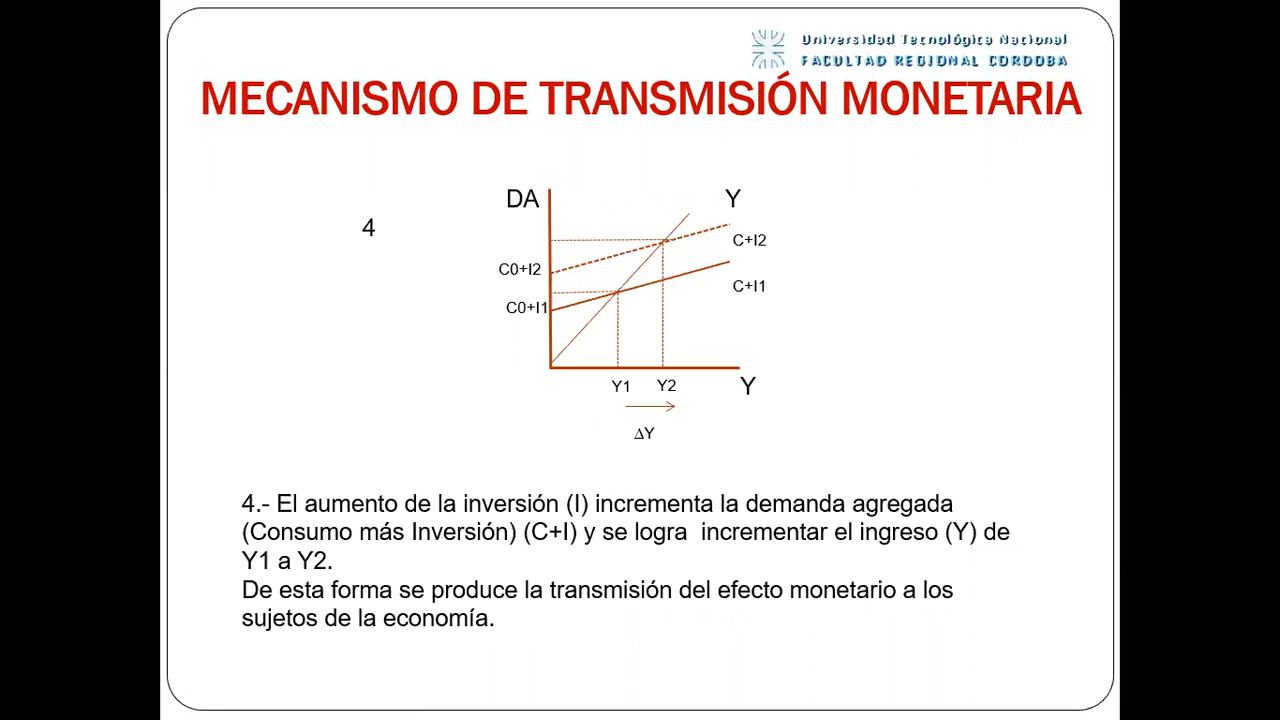 Universidad Tecnológica Nacional
FACULTAD REGIONAL CORDOBA
MECANISMO DE TRANSMISIÓN MONETARIA
4
DA
Y
C+I2
C0+I2
C+I1
C0+I1
Y1
Y2
Y
ΔY
4.- El aumento de la inversión (I) incrementa la demanda agregada
(Consumo más Inversión) (C+I) y se logra  incrementar el ingreso (Y) de
Y1 a Y2.
De esta forma se produce la transmisión del efecto monetario a los
sujetos de la economía.